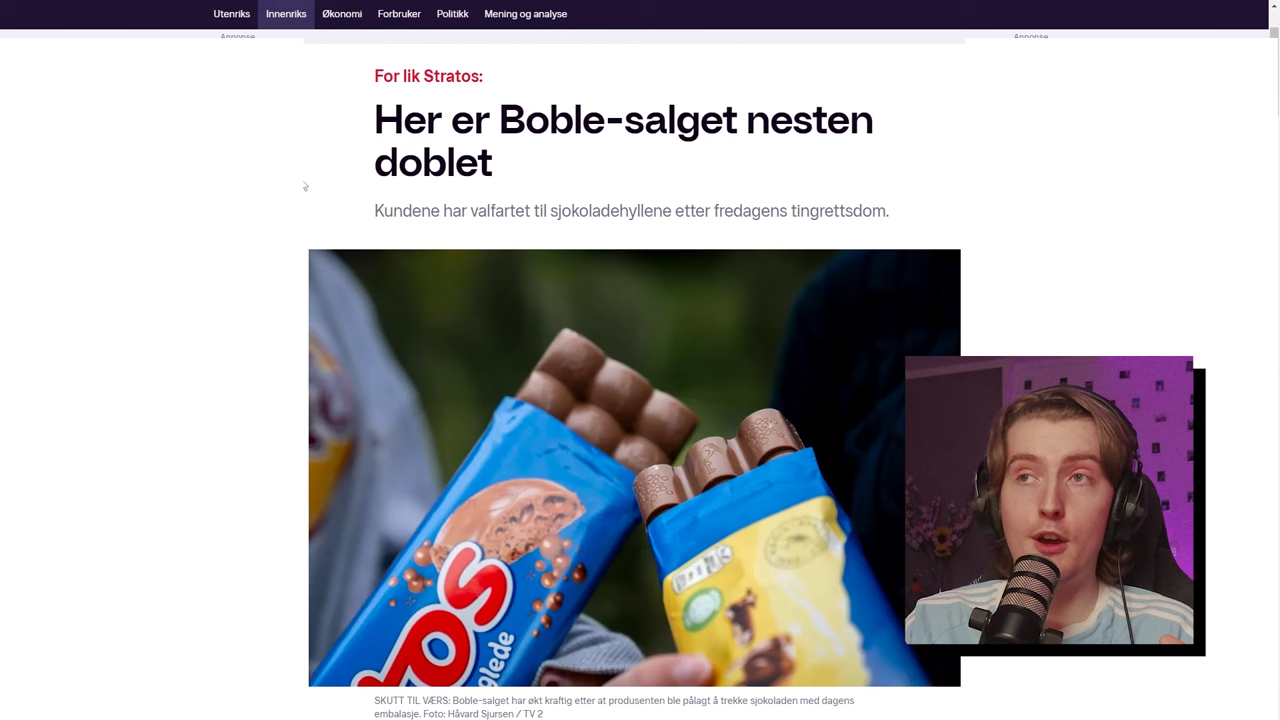 Utenriks
Innenriks
Økonomi
Forbruker
Politikk
Mening og analyse
Annonse
Annonse
For lik Stratos:
Her er Boble-salget nesten
doblet
Kundene har valfartet til sjokoladehyllene etter fredagens tingrettsdom.
SKUTT TIL VÆRS: Boble-salget har økt kraftig etter at produsenten ble pålagt å trekke sjokoladen med dagens
embalasje. Foto: Håvard Sjursen / TV 2